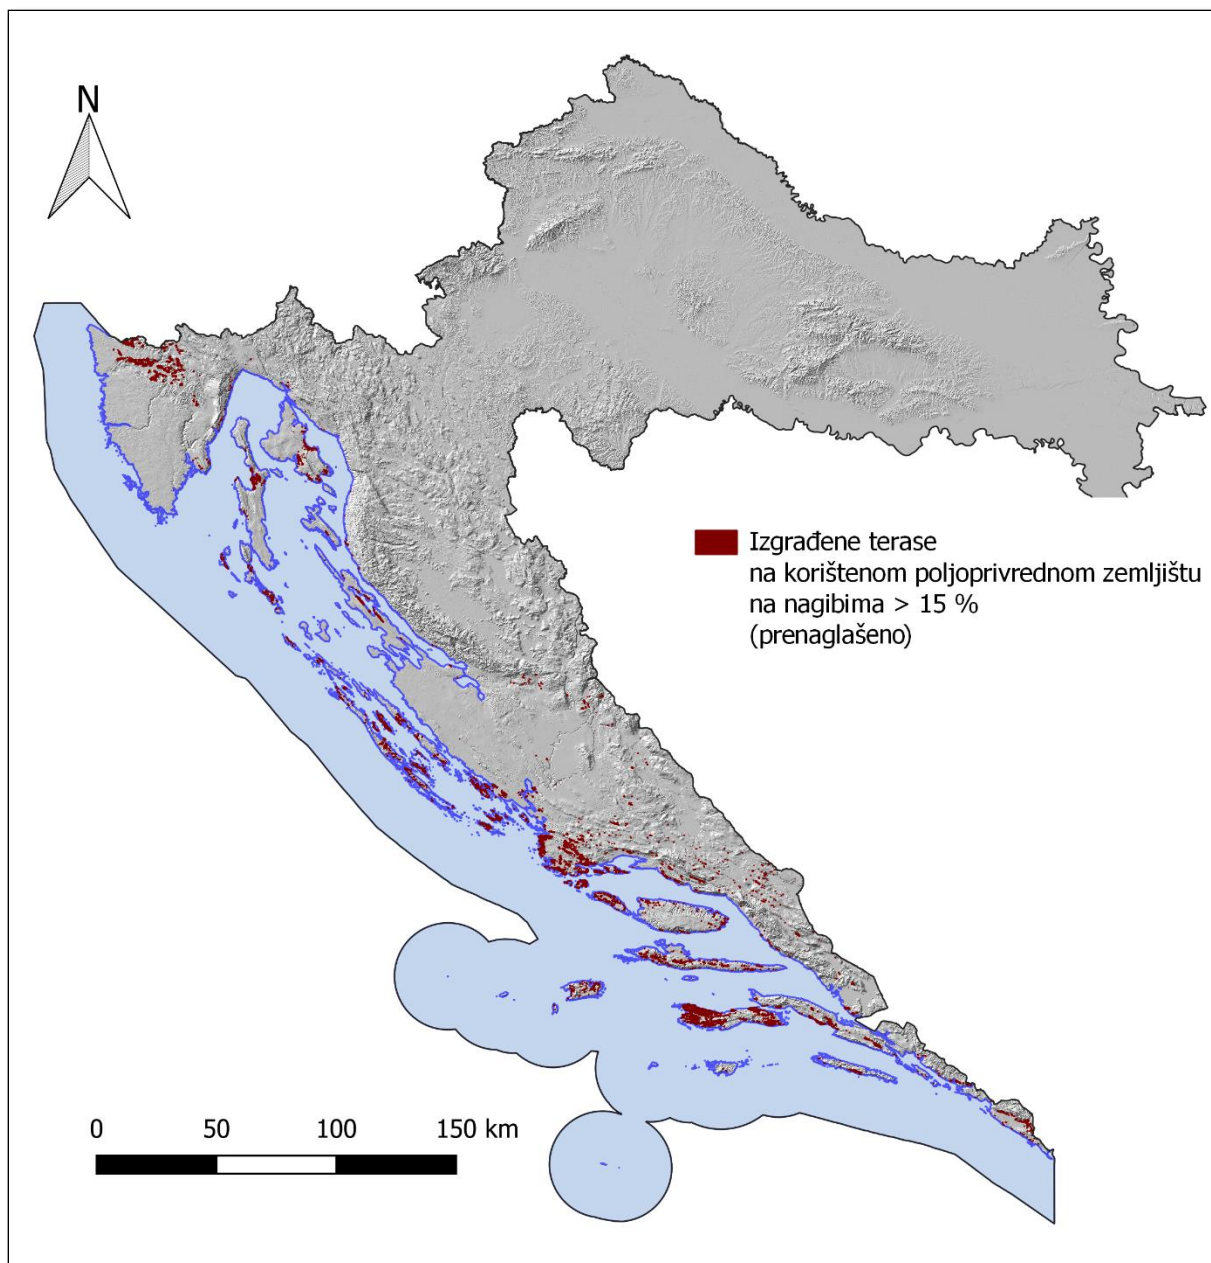 N
Izgrađene terase
na korištenom poljoprivrednom zemljištu
na nagibima > 15 %
(prenaglašeno)
0 50 100 150 km